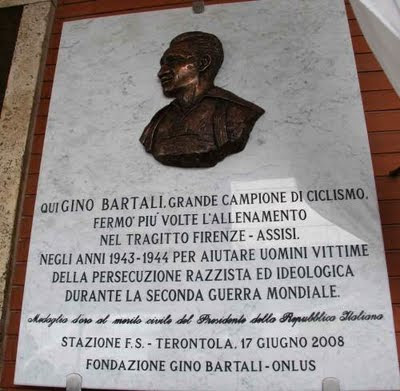 QUI GINO BARTALI, GRANDE CAMPIONE DI CICLISMO,
FERMO' PIU' VOLTE L'ALLENAMENTO
NEL TRAGITTO FIRENZE - ASSISI.
NEGLI ANNI 1943-1944 PER AIUTARE UOMINI VITTIME
DELLA PERSECUZIONE RAZZISTA ED IDEOLOGICA
DURANTE LA SECONDA GUERRA MONDIALE.
Medaglia d'oro al merito civile del Presidente della Repubblica Italiana
STAZIONE F.S. - TERONTOLA, 17 GIUGNO 2008
FONDAZIONE GINO BARTALI - ONLUS